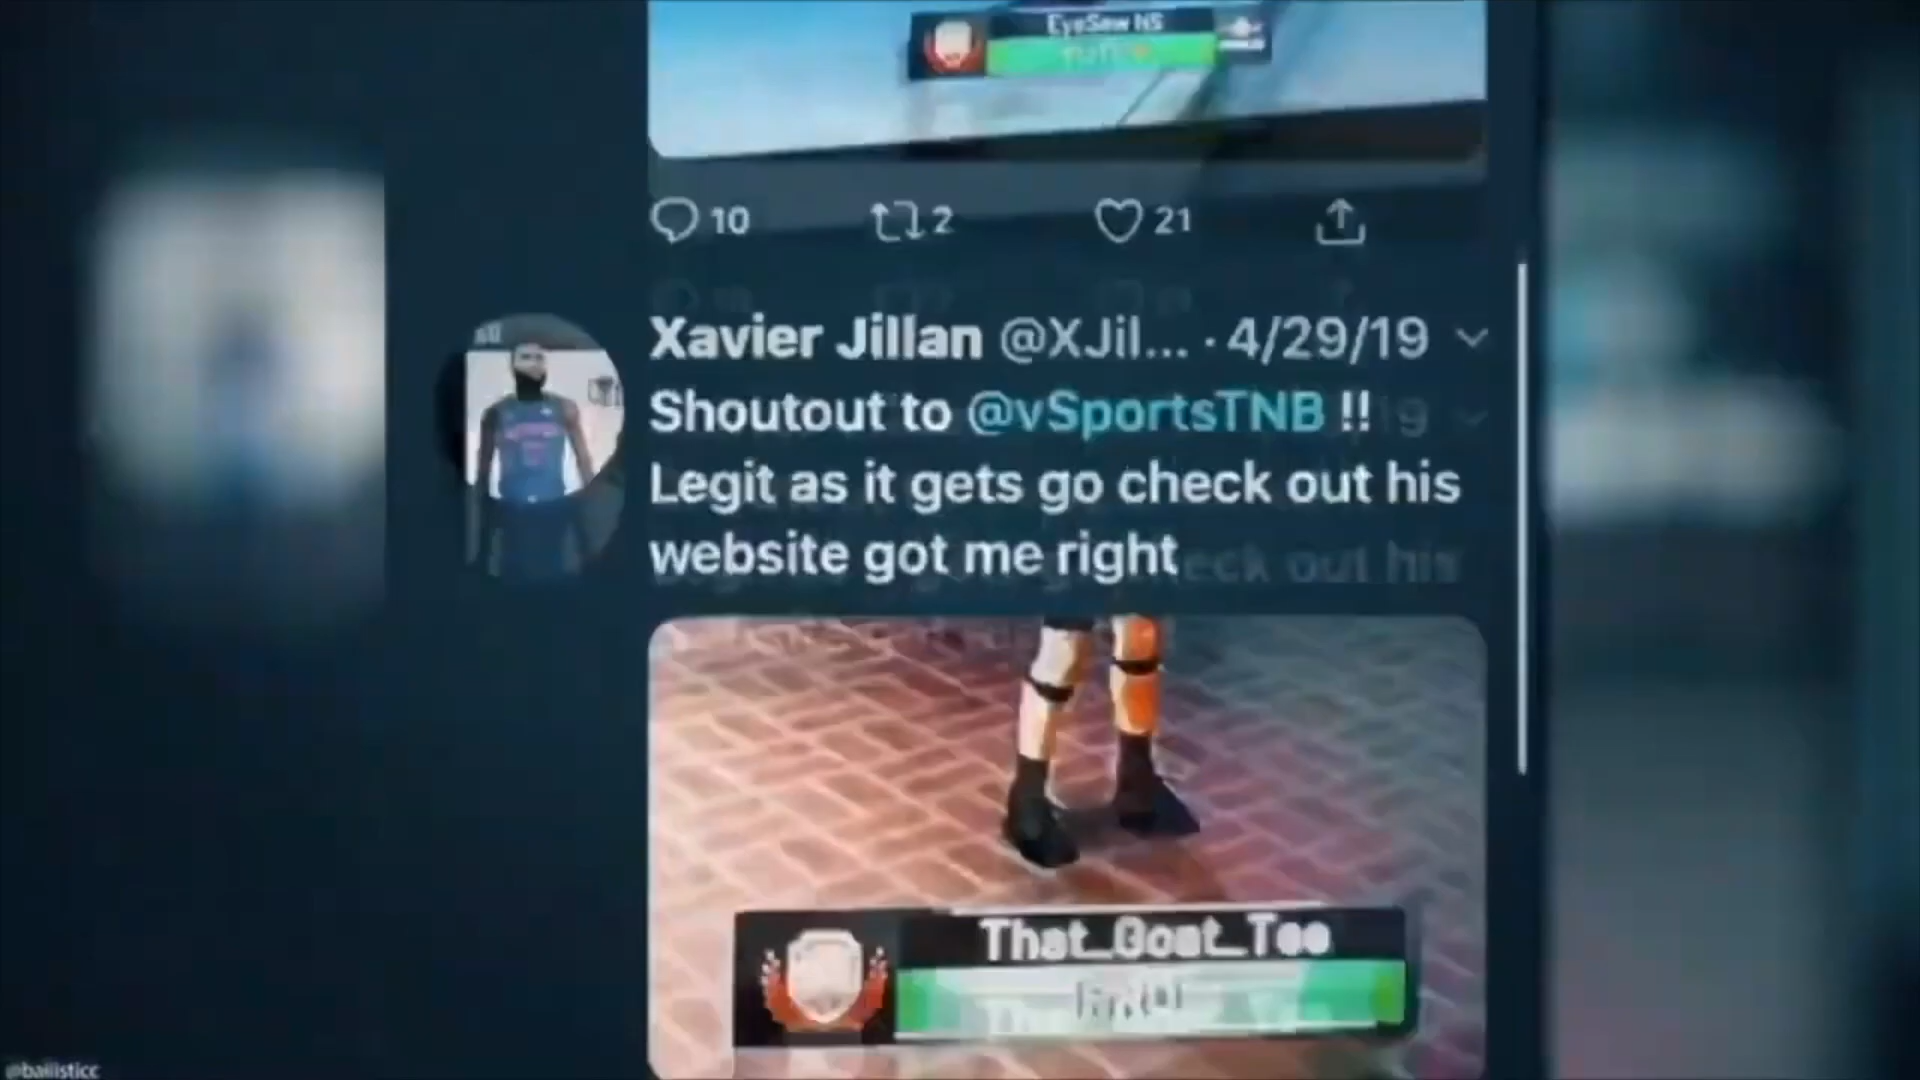 EyeSaw NS
10 2 21
Xavier Jillan @XJil... · 4/29/19
Shoutout to @vSportsTNB !!
Legit as it gets go check out his
website got me right
That_Goat_Tee
@ballisticc